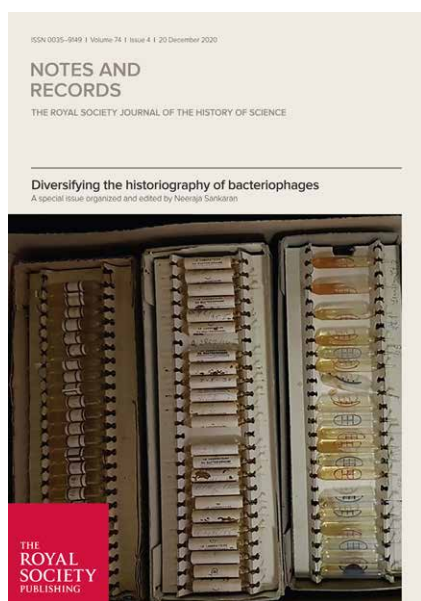 ISSN 0035–9149 I Volume 74 I Issue 4 I 20 December 2020
NOTES AND
RECORDS
THE ROYAL SOCIETY JOURNAL OF THE HISTORY OF SCIENCE
Diversifying the historiography of bacteriophages
A special issue organized and edited by Neeraja Sankaran
THE
ROYAL
SOCIETY
PUBLISHING